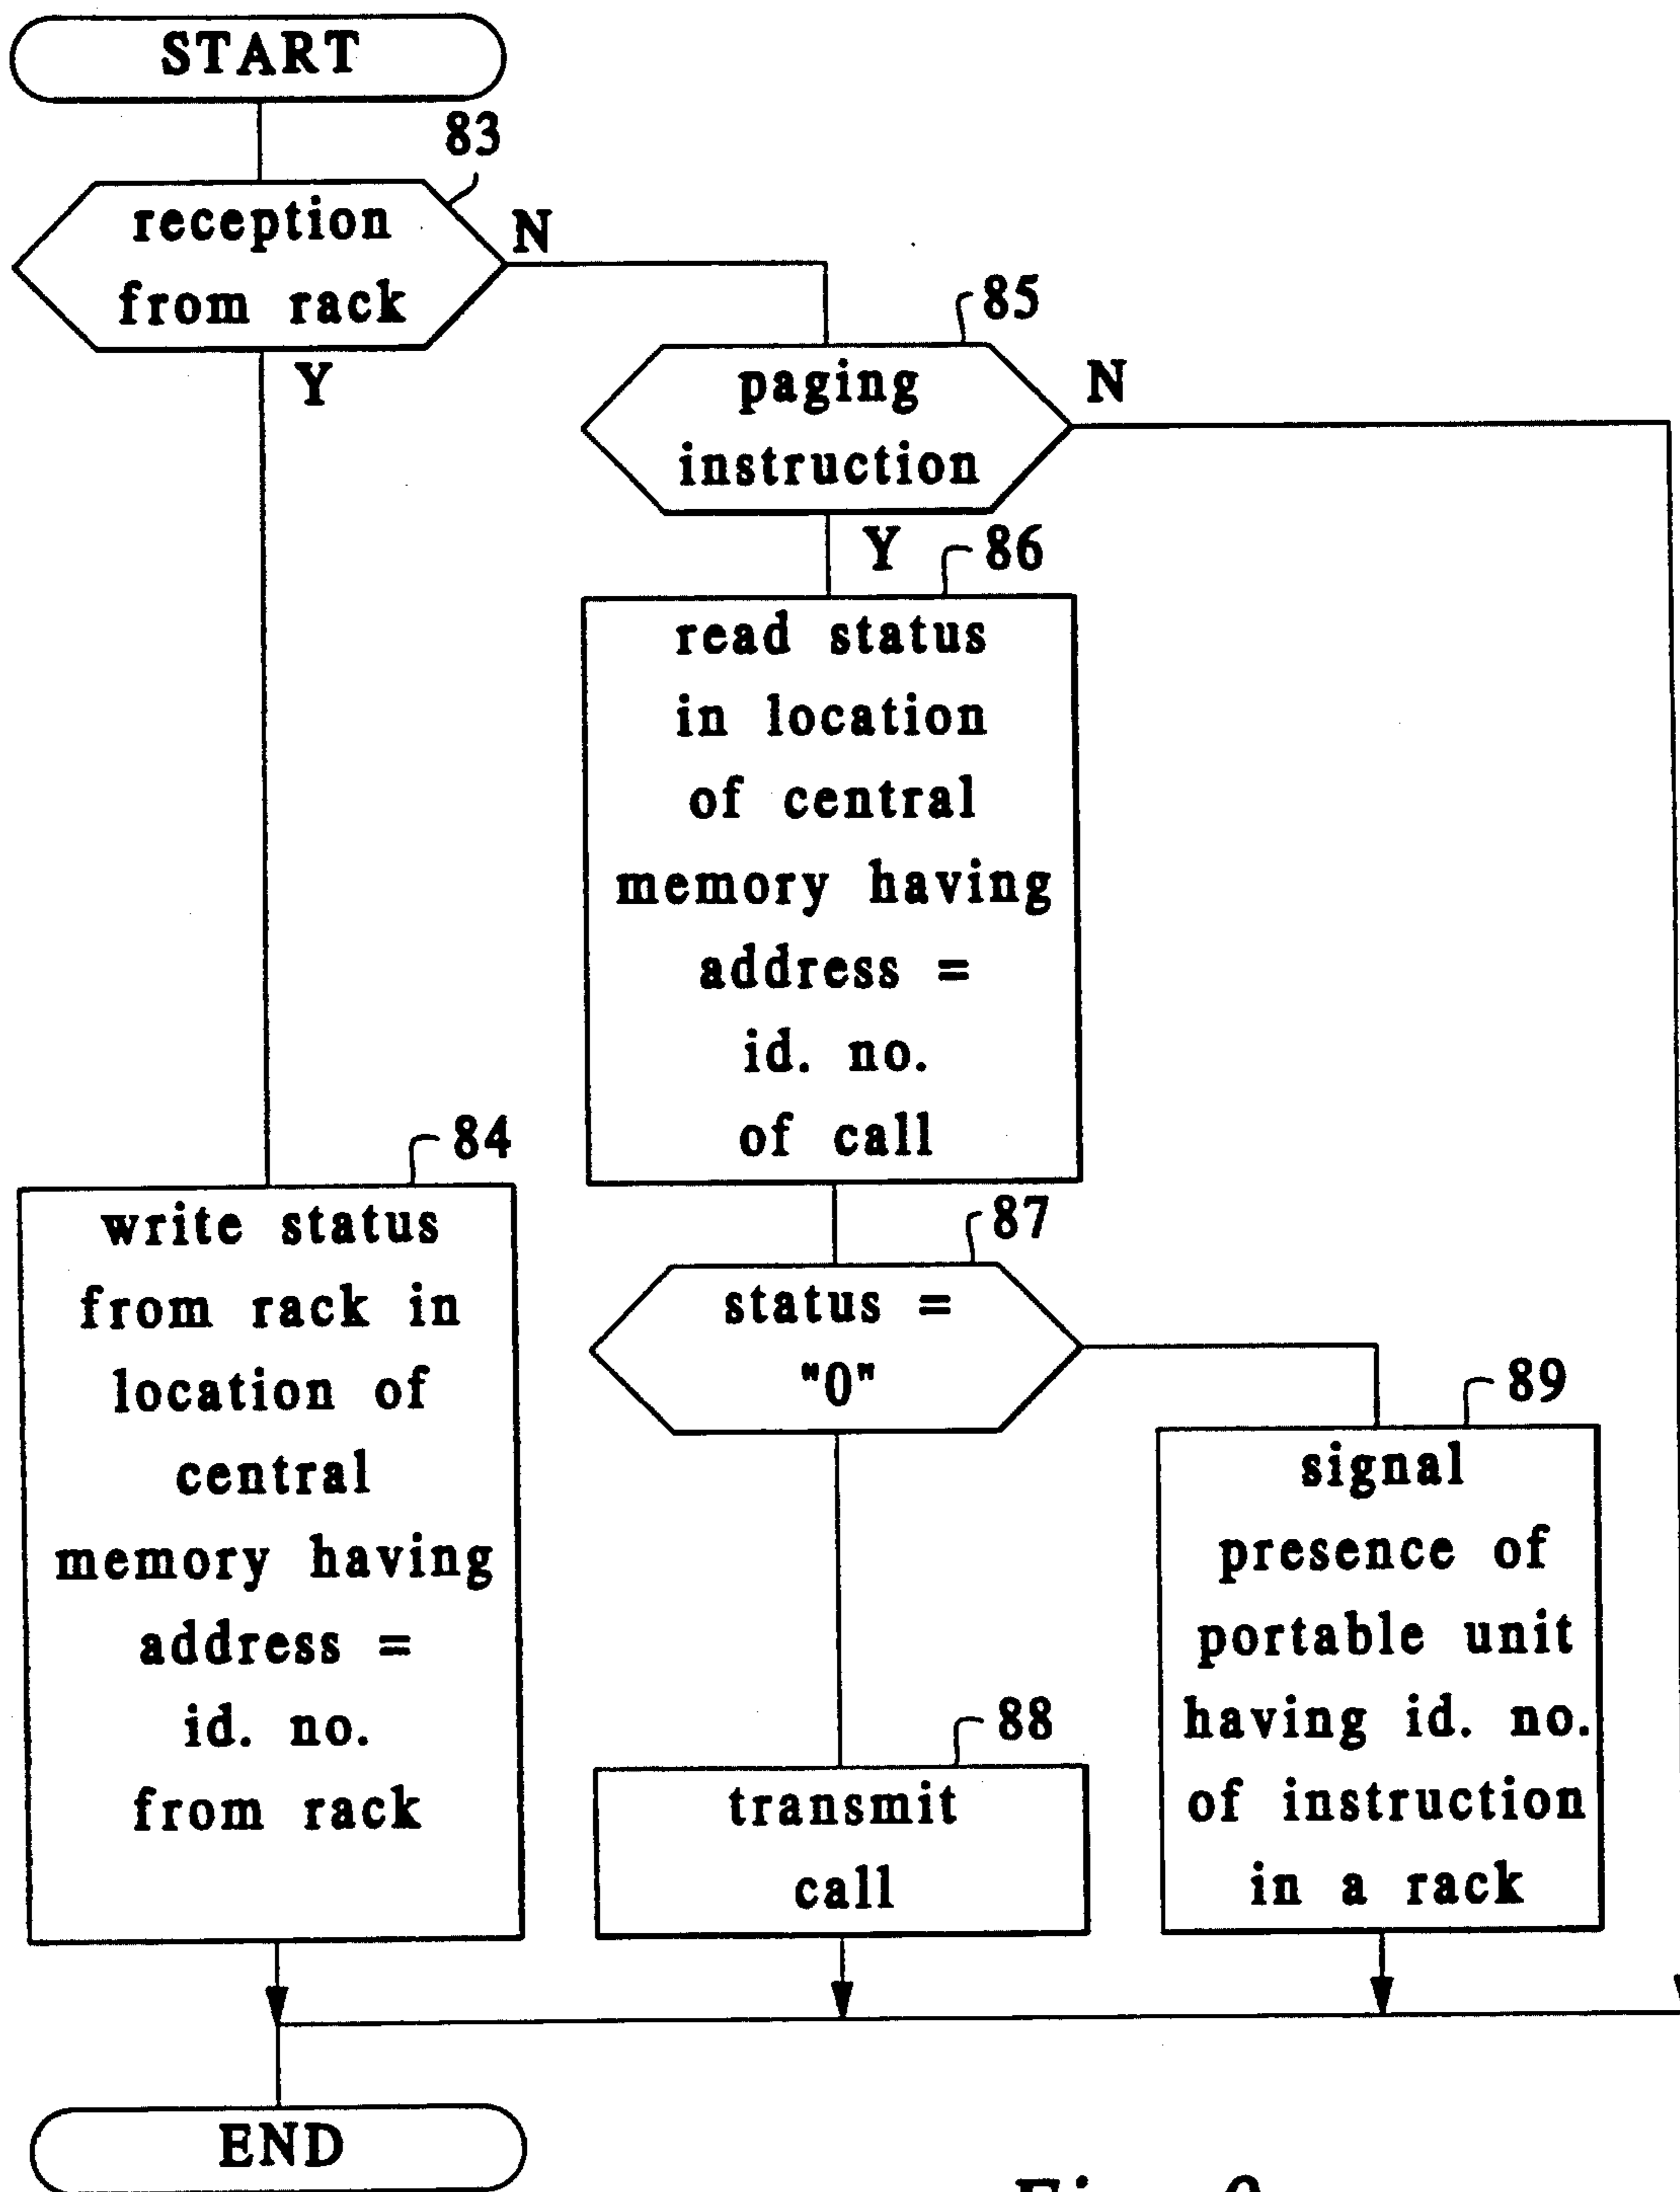 START
83
reception
from rack
N
Y
85
paging
instruction
N
Y
86
read status
in location
of central
memory having
address =
id. no.
of call
84
write status
from rack in
location of
central
memory having
address =
id. no.
from rack
87
status =
"0"
89
signal
presence of
portable unit
having id. no.
of instruction
in a rack
88
transmit
call
END